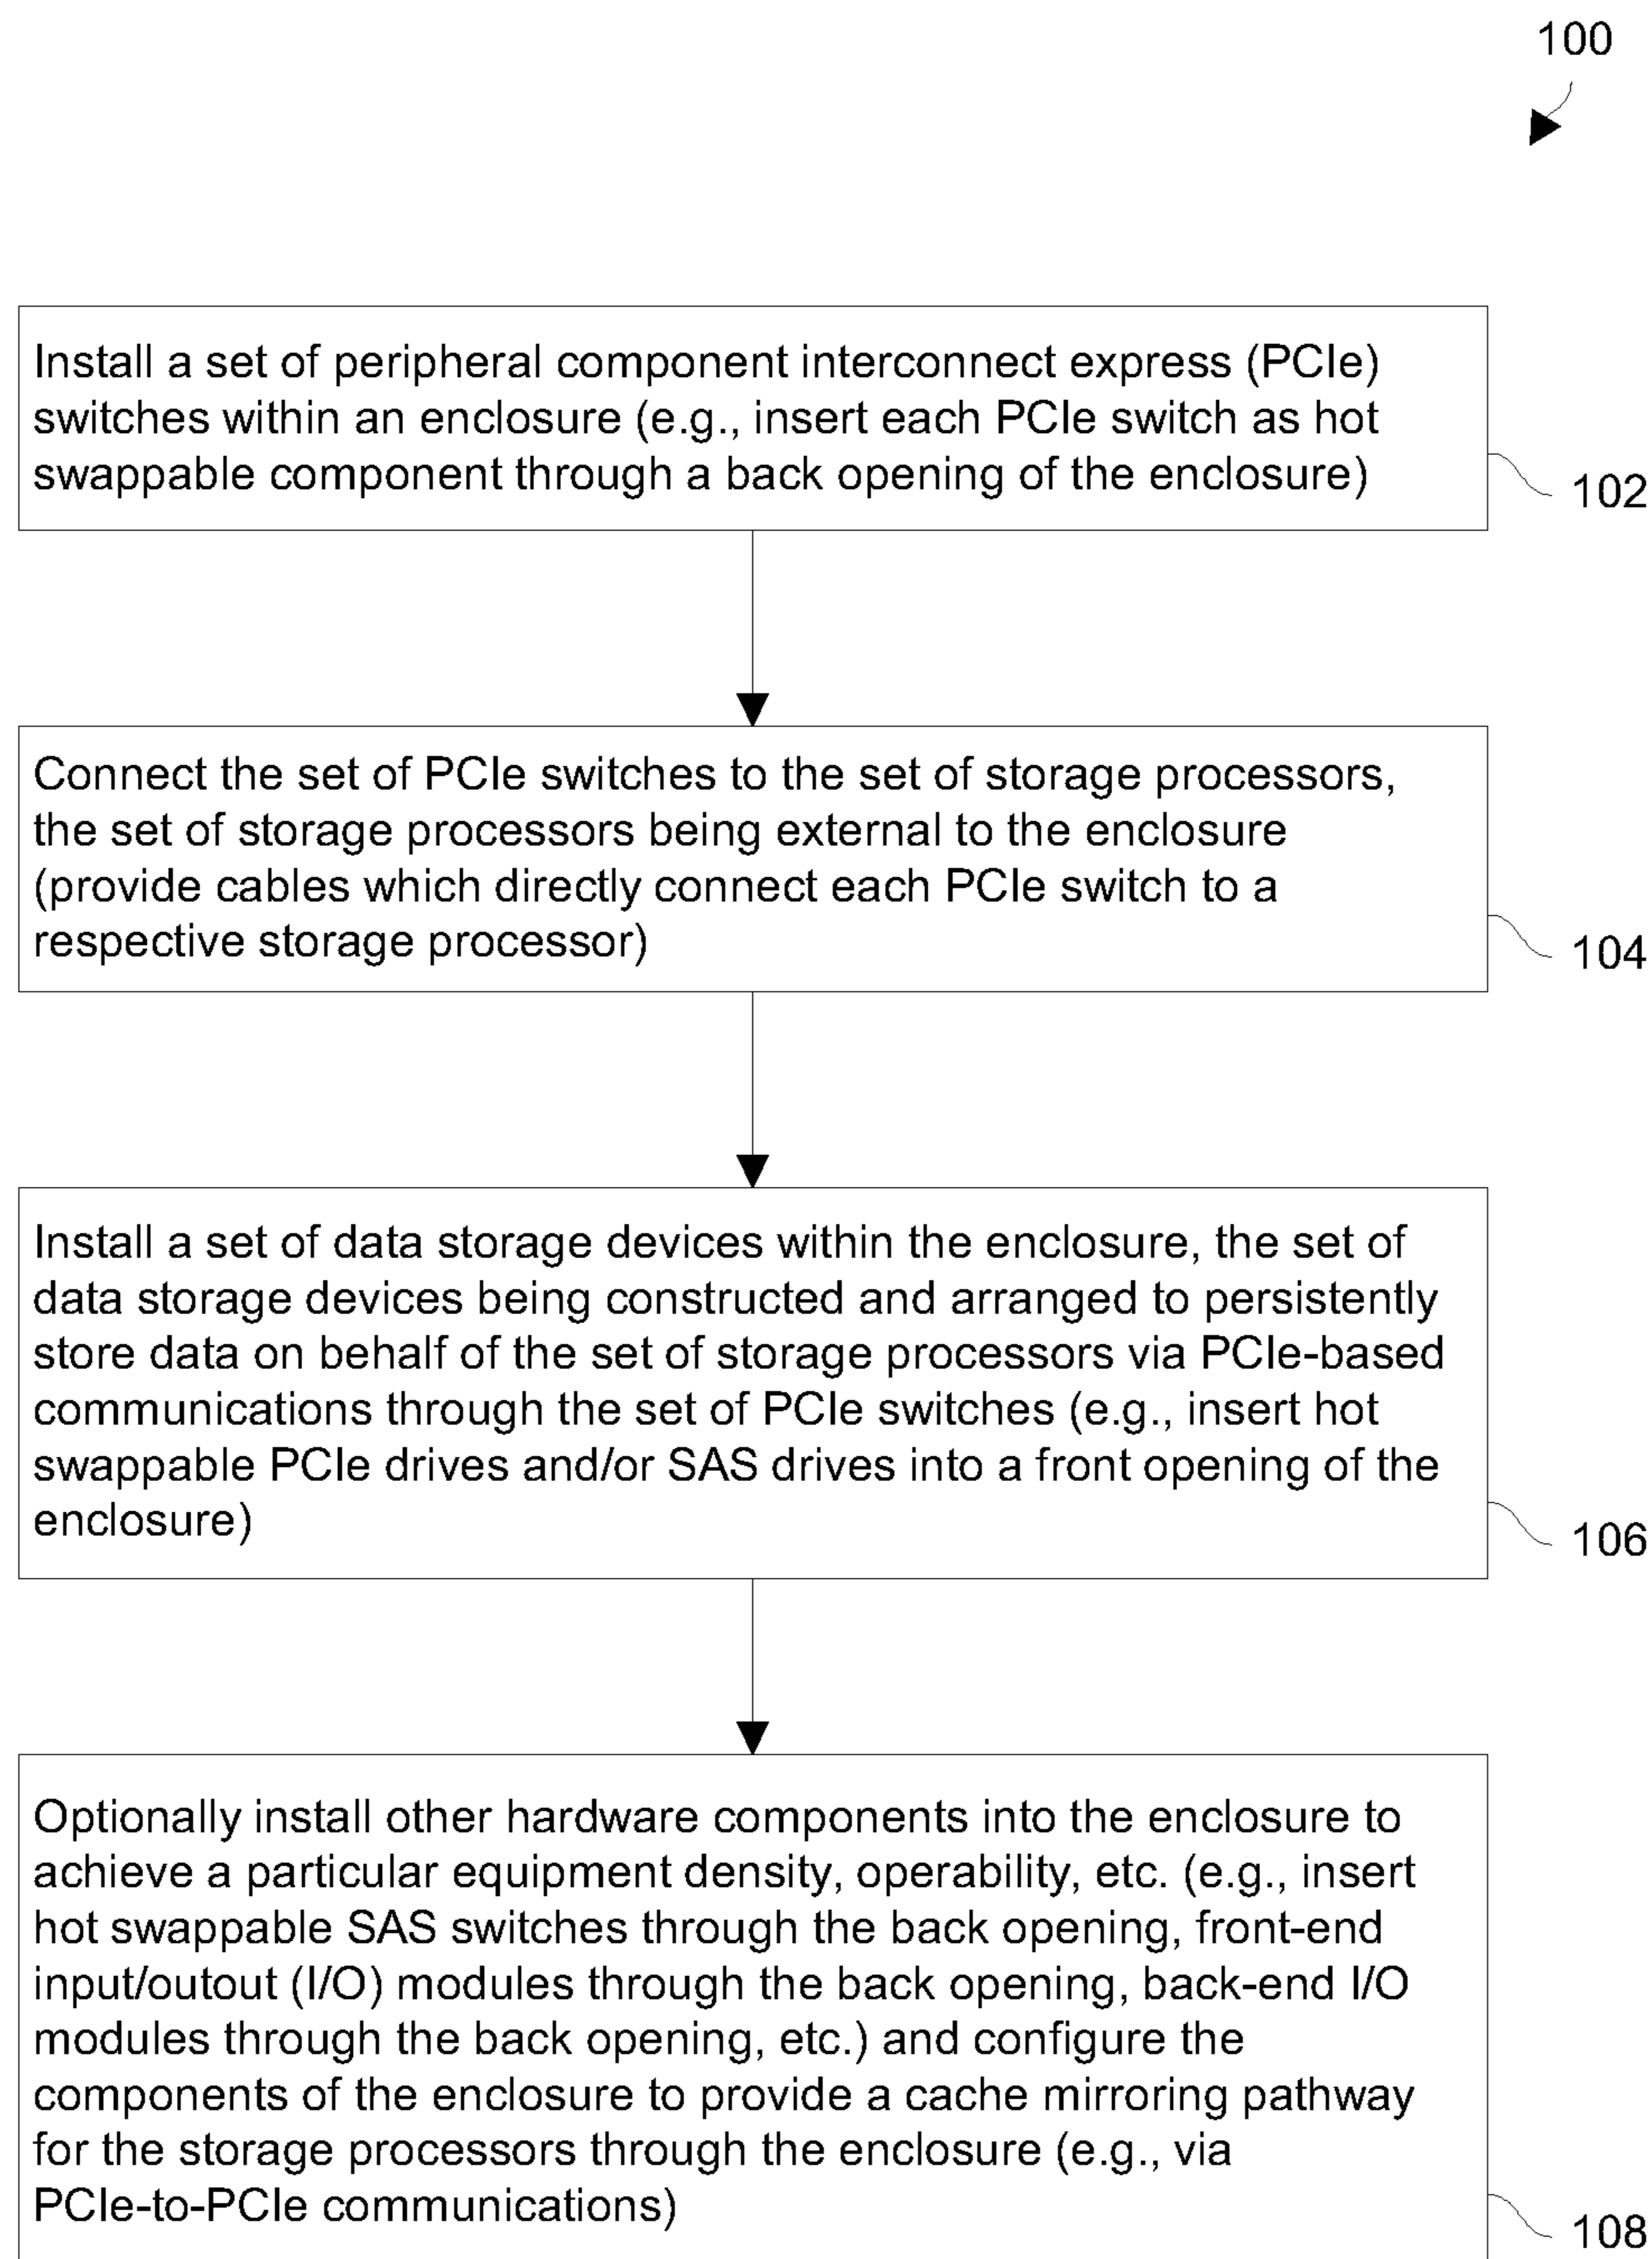 100
Install a set of peripheral component interconnect express (PCIe)
switches within an enclosure (e.g., insert each PCIe switch as hot
swappable component through a back opening of the enclosure)
102
Connect the set of PCIe switches to the set of storage processors,
the set of storage processors being external to the enclosure
(provide cables which directly connect each PCIe switch to a
respective storage processor)
104
Install a set of data storage devices within the enclosure, the set of
data storage devices being constructed and arranged to persistently
store data on behalf of the set of storage processors via PCIe-based
communications through the set of PCIe switches (e.g., insert hot
swappable PCIe drives and/or SAS drives into a front opening of the
enclosure)
106
Optionally install other hardware components into the enclosure to
achieve a particular equipment density, operability, etc. (e.g., insert
hot swappable SAS switches through the back opening, front-end
input/outout (I/O) modules through the back opening, back-end I/O
modules through the back opening, etc.) and configure the
components of the enclosure to provide a cache mirroring pathway
for the storage processors through the enclosure (e.g., via
PCIe-to-PCIe communications)
108